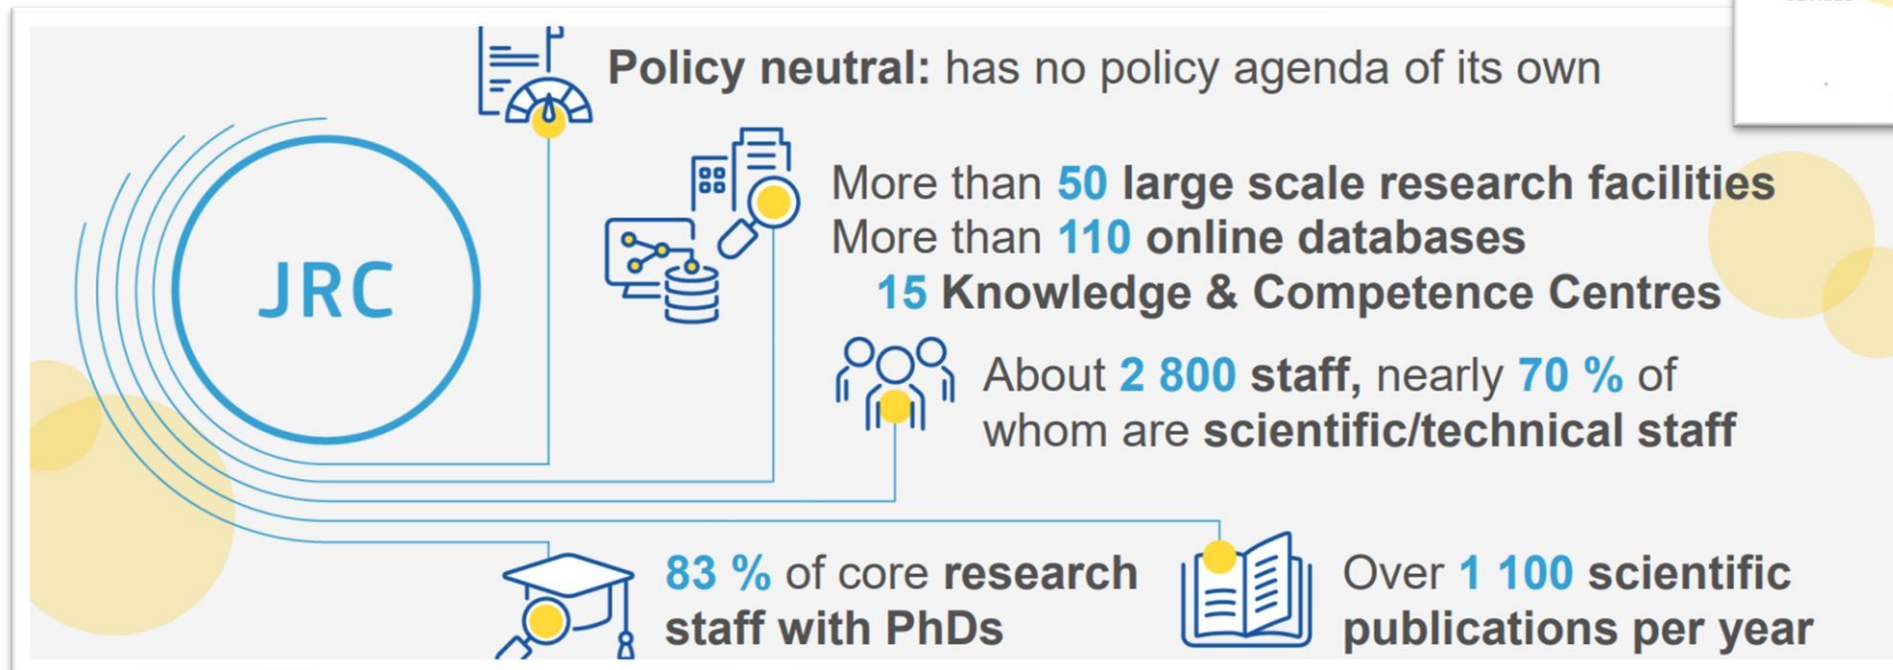 Policy neutral: has no policy agenda of its own
JRC
More than 50 large scale research facilities
More than 110 online databases
15 Knowledge & Competence Centres
About 2 800 staff, nearly 70 % of
whom are scientific/technical staff
83 % of core research
staff with PhDs
Over 1 100 scientific
publications per year